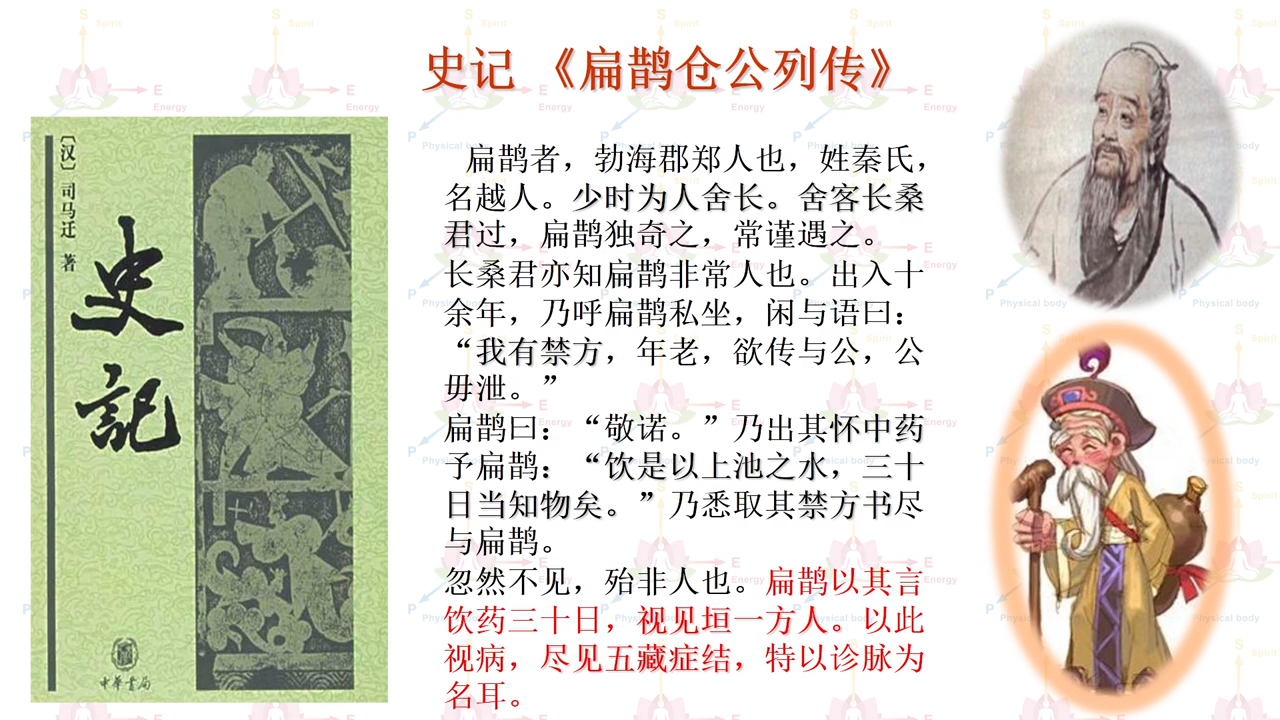 史记 《扁鹊仓公列传》
〔汉〕司马迁 著
史记
中华书局
扁鹊者，勃海郡郑人也，姓秦氏，
名越人。少时为人舍长。舍客长桑
君过，扁鹊独奇之，常谨遇之。
长桑君亦知扁鹊非常人也。出入十
余年，乃呼扁鹊私坐，闲与语曰：
“我有禁方，年老，欲传与公，公
毋泄。”
扁鹊曰：“敬诺。”乃出其怀中药
予扁鹊：“饮是以上池之水，三十
日当知物矣。”乃悉取其禁方书尽
与扁鹊。
忽然不见，殆非人也。扁鹊以其言
饮药三十日，视见垣一方人。以此
视病，尽见五藏症结，特以诊脉为
名耳。
S
Spirit
E
Energy
P
Physical body